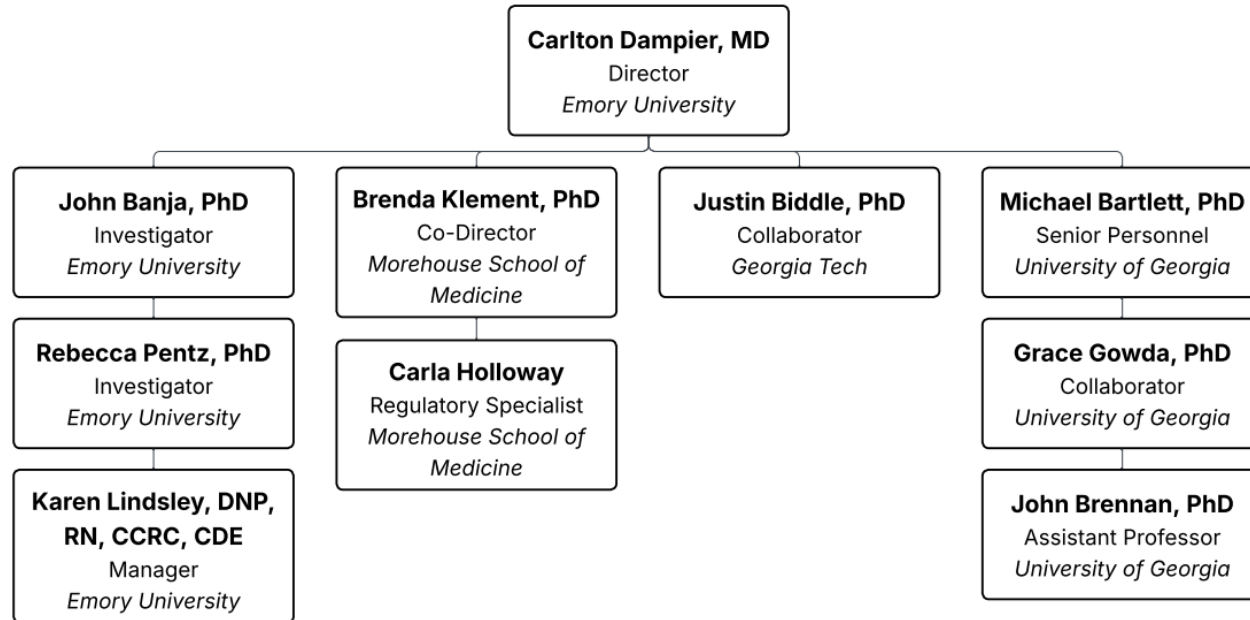 Carlton Dampier, MD
Director
Emory University
John Banja, PhD
Investigator
Emory University
Rebecca Pentz, PhD
Investigator
Emory University
Karen Lindsley, DNP,
RN, CCRC, CDE
Manager
Emory University
Brenda Klement, PhD
Co-Director
Morehouse School of
Medicine
Carla Holloway
Regulatory Specialist
Morehouse School of
Medicine
Justin Biddle, PhD
Collaborator
Georgia Tech
Michael Bartlett, PhD
Senior Personnel
University of Georgia
Grace Gowda, PhD
Collaborator
University of Georgia
John Brennan, PhD
Assistant Professor
University of Georgia